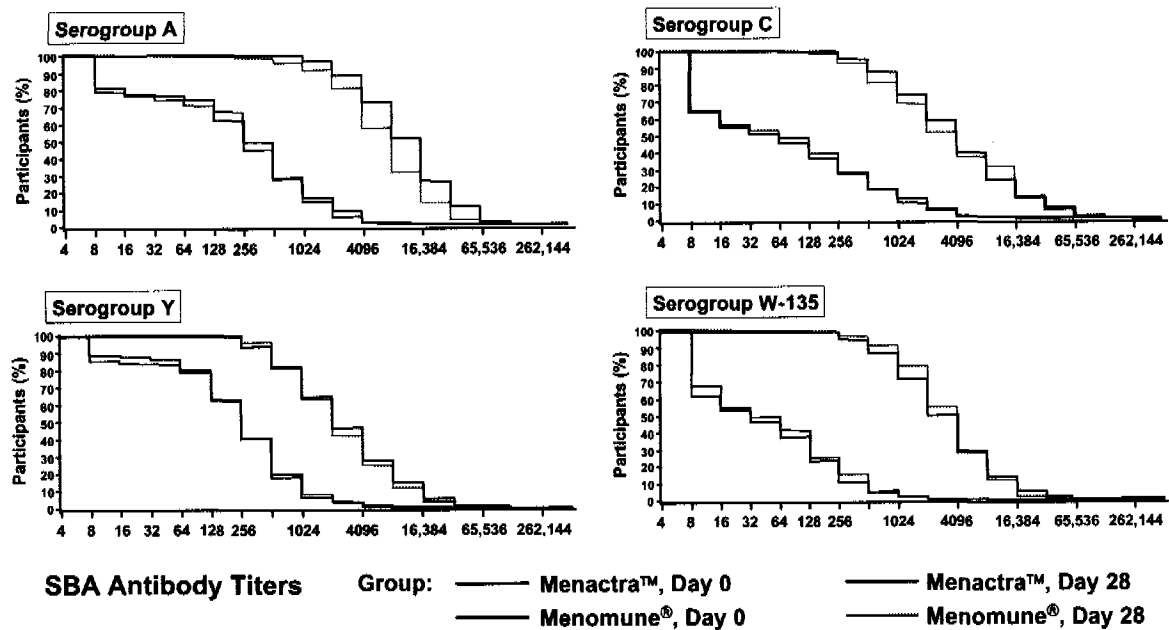 Serogroup A
Participants (%)
100
90
80
70
60
50
40
30
20
10
0
4 8 16 32 64 128 256 1024 4096 16,384 65,536 262,144
Serogroup C
Participants (%)
100
90
80
70
60
50
40
30
20
10
0
4 8 16 32 64 128 256 1024 4096 16,384 65,536 262,144
Serogroup Y
Participants (%)
100
90
80
70
60
50
40
30
20
10
0
4 8 16 32 64 128 256 1024 4096 16,384 65,536 262,144
Serogroup W-135
Participants (%)
100
90
80
70
60
50
40
30
20
10
0
4 8 16 32 64 128 256 1024 4096 16,384 65,536 262,144
SBA Antibody Titers
Group:
Menactra™, Day 0
Menomune®, Day 0
Menactra™, Day 28
Menomune®, Day 28